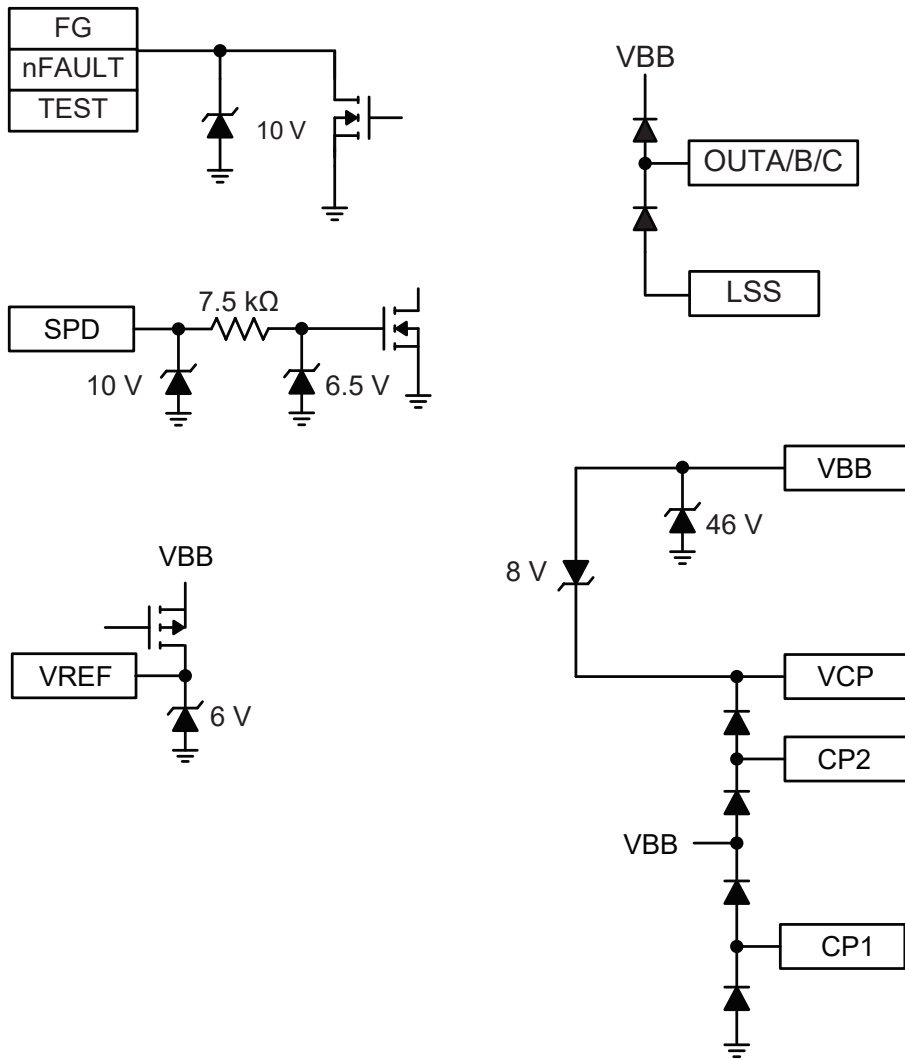 FG
nFAULT
TEST
10 V
VBB
OUTA/B/C
LSS
7.5 kΩ
SPD
10 V
6.5 V
VBB
VREF
6 V
VBB
46 V
8 V
VCP
CP2
VBB
CP1